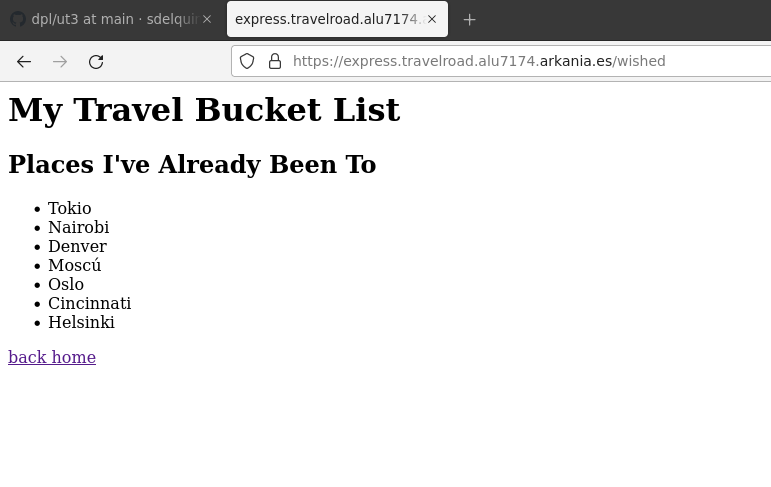 dpl/ut3 at main · sdelqui
express.travelroad.alu7174.
https://express.travelroad.alu7174.arkania.es/wished
My Travel Bucket List
Places I've Already Been To
• Tokio
• Nairobi
• Denver
• Moscú
• Oslo
• Cincinnati
• Helsinki
back home